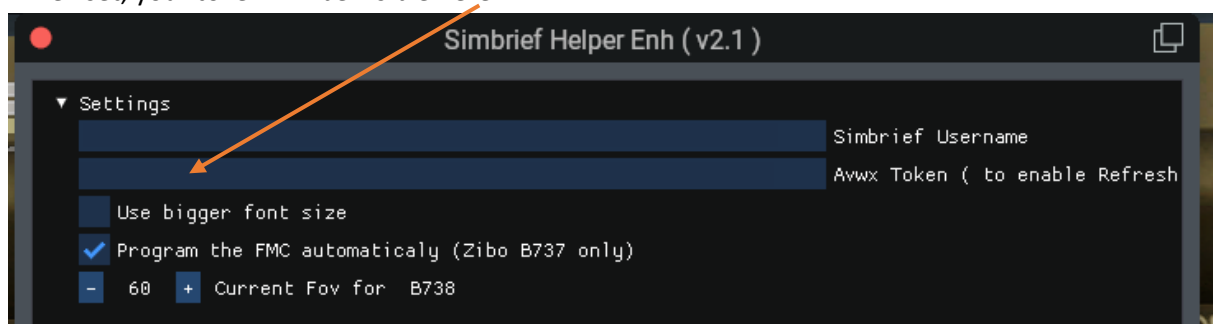 Simbrief Helper Enh ( v2.1 )
Settings
Simbrief Username
Avwx Token ( to enable Refresh
Use bigger font size
Program the FMC automaticaly (Zibo B737 only)
- 60 + Current Fov for B738